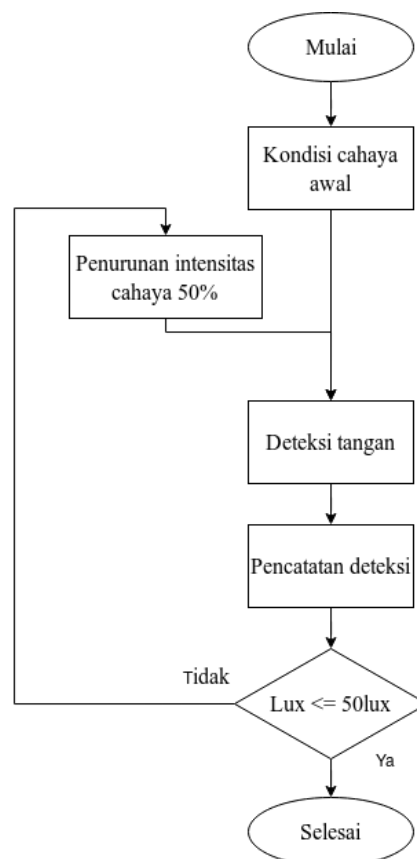 Mulai
Kondisi cahaya
awal
Penurunan intensitas
cahaya 50%
Deteksi tangan
Pencatatan deteksi
Tidak
Lux <= 50lux
Ya
Selesai